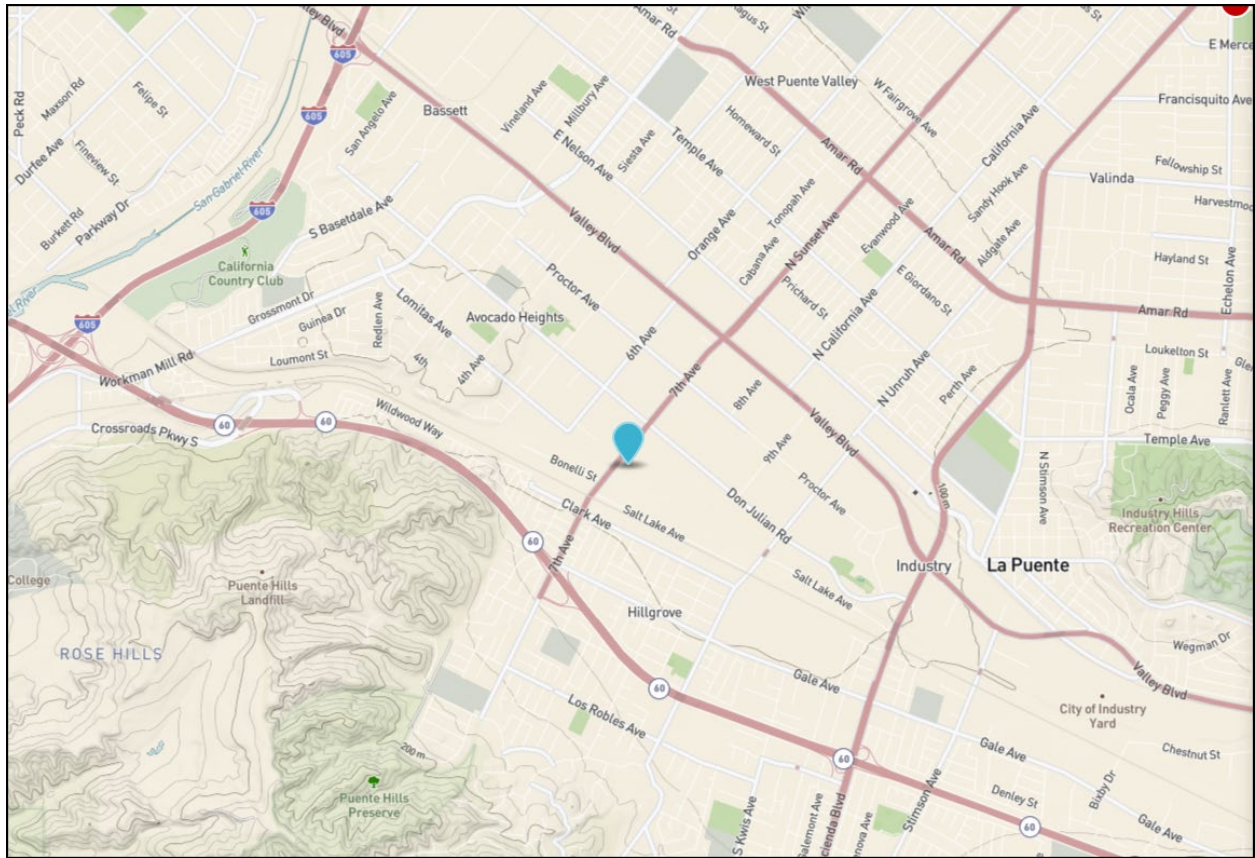 Valley Blvd
Amar Rd
605
Bassett
West Puente Valley
E Merce
Peck Rd
Maxson Rd
Felipe St
San Angelo Ave
Vineland Ave
Millbury Ave
Homeward St
W Fairgrove Ave
California Ave
Francisquito Ave
605
Durfee Ave
Fineview St
San Gabriel River
E Nelson Ave
Siesta Ave
Temple Ave
Amar Rd
Fellowship St
Valinda
Sandy Hook Ave
Burkett Rd
Parkway Dr
605
S Basetdale Ave
Valley Blvd
Orange Ave
Tonopah Ave
N Sunset Ave
Evanwood Ave
Amar Rd
Aldgate Ave
Hayland St
California
Country Club
Proctor Ave
Cabana Ave
Prichard St
E Giordano St
Echelon Ave
Grossmont Dr
Guinea Dr
Redlen Ave
Lomitas Ave
Avocado Heights
6th Ave
N California Ave
Amar Rd
605
Loumont St
4th
4th Ave
7th Ave
8th Ave
N Unruh Ave
Perth Ave
Loukelton St
Workman Mill Rd
Ocala Ave
Peggy Ave
Ranlett Ave
Wildwood Way
60
60
Crossroads Pkwy S
9th Ave
Valley Blvd
Temple Ave
Bonelli St
Don Julian Rd
Proctor Ave
100 m
N Stimson Ave
Clark Ave
Salt Lake Ave
Industry Hills
Recreation Center
60
7th Ave
Salt Lake Ave
Industry
La Puente
College
Puente Hills
Landfill
Hillgrove
ROSE HILLS
Wegman Dr
60
Gale Ave
Valley Blvd
Los Robles Ave
City of Industry
Yard
200 m
60
Gale Ave
Chestnut St
Puente Hills
Preserve
S Kwis Ave
Stimson Ave
Denley St
Bixby Dr
60
Gale Ave